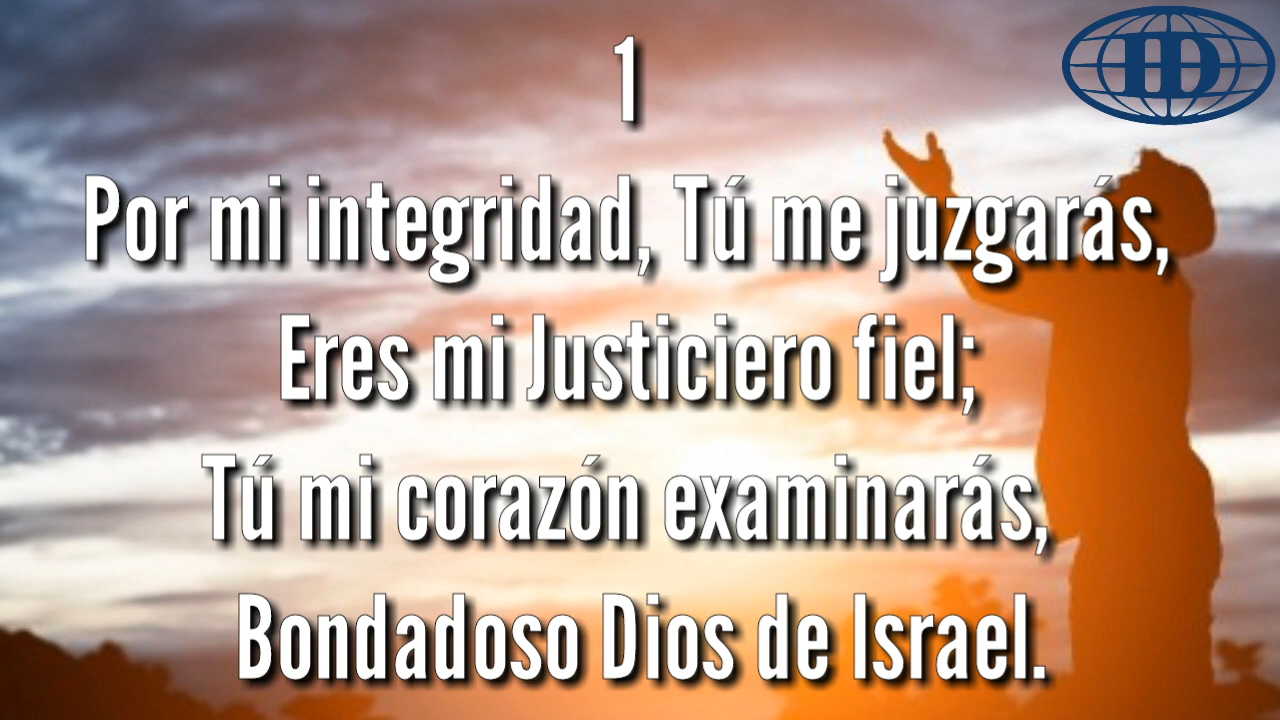 ID
1
Por mi integridad, Tú me juzgarás,
Eres mi Justiciero fiel;
Tú mi corazón examinarás,
Bondadoso Dios de Israel.